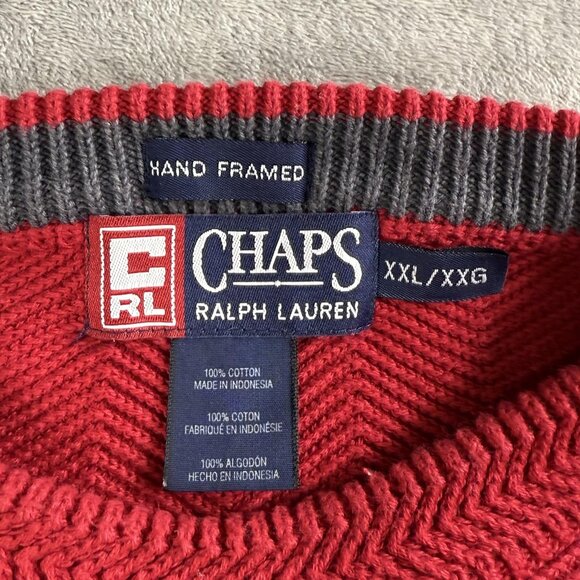 HAND FRAMED
C
RL
CHAPS
RALPH LAUREN
XXL/XXG
100% COTTON
MADE IN INDONESIA
100% COTON
FABRIQUÉ EN INDONÉSIE
100% ALGODÓN
HECHO EN INDONESIA